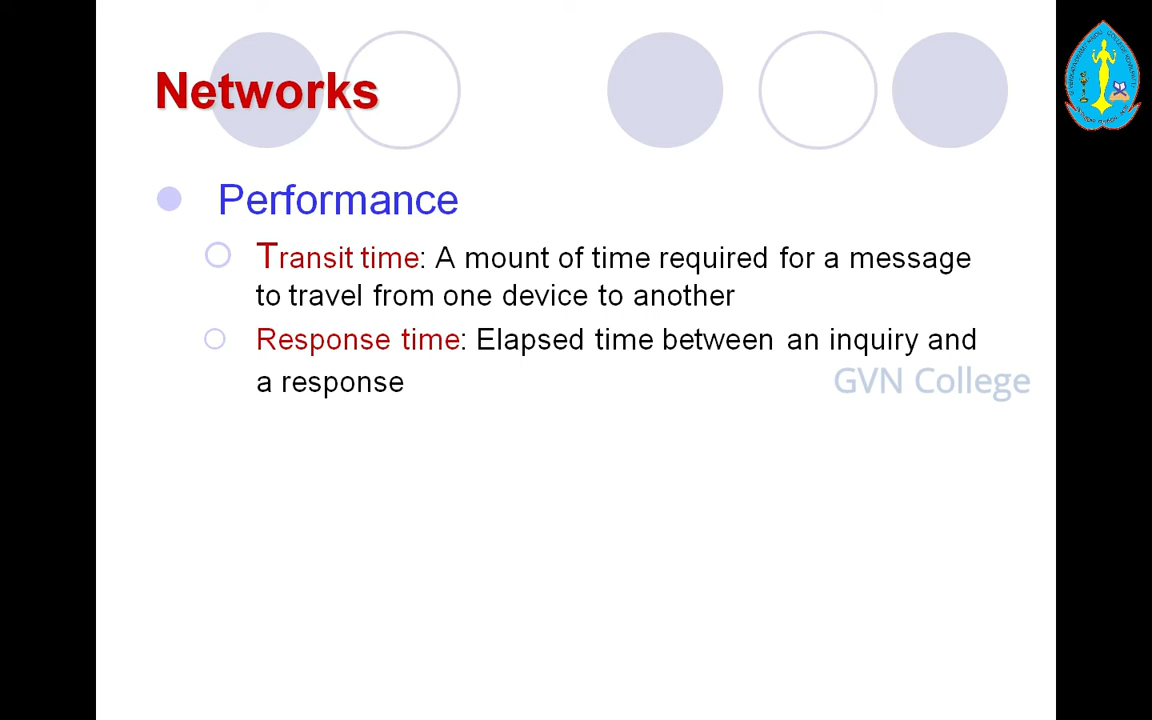 Networks
Performance
Transit time: A mount of time required for a message
to travel from one device to another
Response time: Elapsed time between an inquiry and
a response
GVN College